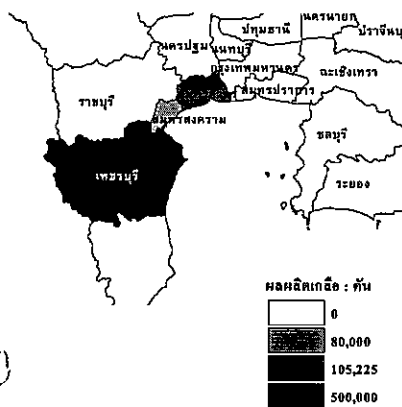 นครนายก
ปทุมธานี
ปราจีนบุ
นครปฐม
นนทบุรี
กรุงเทพมหานคร
ฉะเชิงเทรา
สมุทรปราการ
ราชบุรี
สมุทรสงคราม
ชลบุรี
เพชรบุรี
ระยอง
ผลผลิตเกลือ : ตัน
0
80,000
105,225
500,000